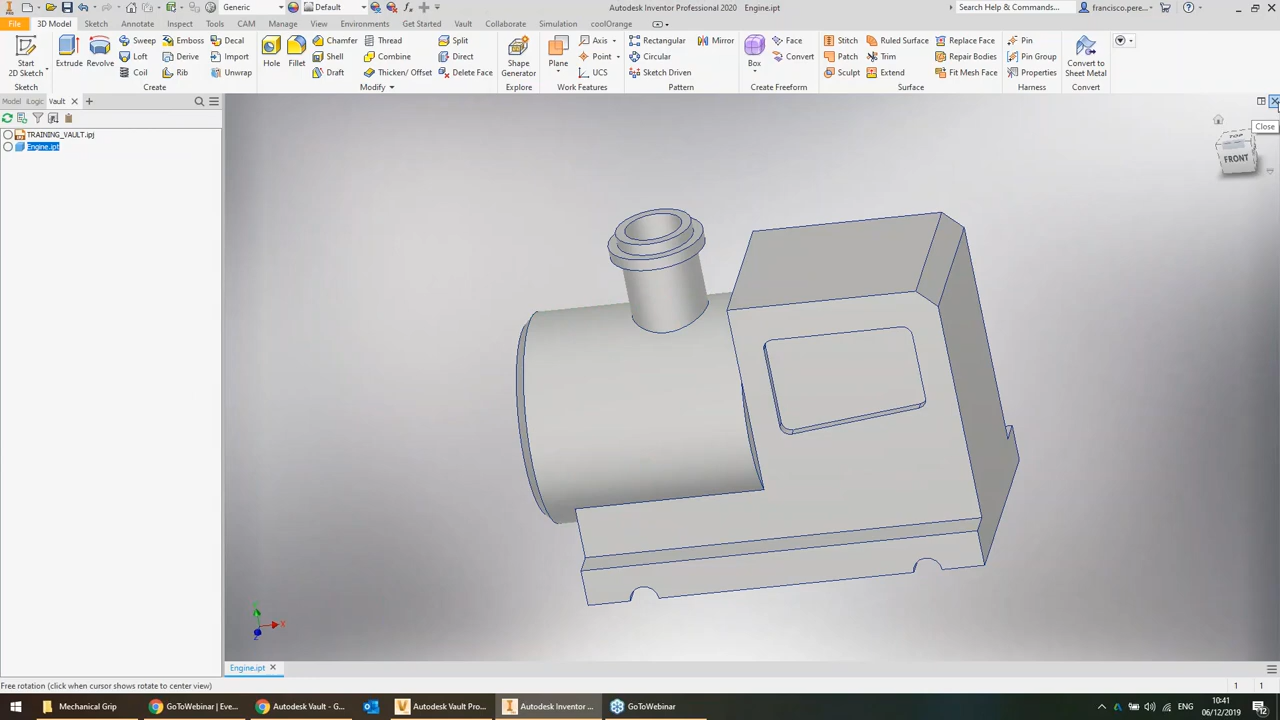 Generic
Default
Autodesk Inventor Professional 2020 Engine.ipt
Search Help & Commands...
francisco.pere...
File
3D Model
Sketch
Annotate
Inspect
Tools
CAM
Manage
View
Environments
Get Started
Vault
Collaborate
Simulation
coolOrange
Start
2D Sketch
Extrude
Revolve
Sweep
Loft
Coil
Emboss
Derive
Rib
Decal
Import
Unwrap
Hole
Fillet
Chamfer
Shell
Draft
Thread
Combine
Thicken/ Offset
Split
Direct
Delete Face
Shape
Generator
Plane
Axis
Point
UCS
Rectangular
Circular
Sketch Driven
Mirror
Box
Face
Convert
Stitch
Patch
Sculpt
Ruled Surface
Trim
Extend
Replace Face
Repair Bodies
Fit Mesh Face
Pin
Pin Group
Properties
Convert to
Sheet Metal
Sketch
Create
Modify
Explore
Work Features
Pattern
Create Freeform
Surface
Harness
Convert
Model
iLogic
Vault
TRAINING_VAULT.ipj
Engine.ipt
Close
TOP
FRONT
X
Engine.ipt
Free rotation (click when cursor shows rotate to center view)
1
1
Mechanical Grip
GoToWebinar | Eve...
Autodesk Vault - G...
Autodesk Vault Pro...
Autodesk Inventor ...
GoToWebinar
ENG
10:41
06/12/2019